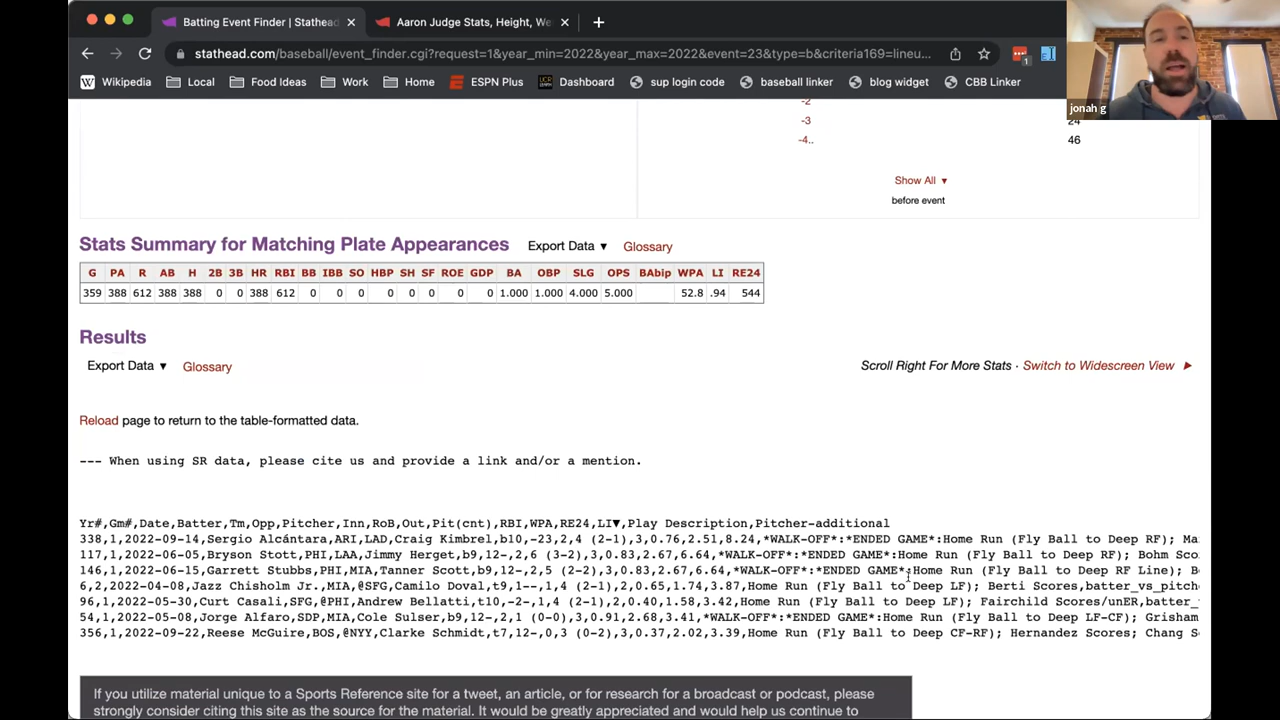 Batting Event Finder | Stathead
Aaron Judge Stats, Height, We
stathead.com/baseball/event_finder.cgi?request=1&year_min=2022&year_max=2022&event=23&type=b&criteria169=lineu...
1
Wikipedia
Local
Food Ideas
Work
Home
ESPN Plus
Dashboard
sup login code
baseball linker
blog widget
CBB Linker
jonah g
-2
-3 24
-4.. 46
Show All ▼
before event
Stats Summary for Matching Plate Appearances Export Data ▼ Glossary
G PA R AB H 2B 3B HR RBI BB IBB SO HBP SH SF ROE GDP BA OBP SLG OPS BAbip WPA LI RE24
359 388 612 388 388 0 0 388 612 0 0 0 0 0 0 0 0 1.000 1.000 4.000 5.000 52.8 .94 544
Results
Export Data ▼ Glossary Scroll Right For More Stats · Switch to Widescreen View ►
Reload page to return to the table-formatted data.
--- When using SR data, please cite us and provide a link and/or a mention.
Yr#,Gm#,Date,Batter,Tm,Opp,Pitcher,Inn,RoB,Out,Pit(cnt),RBI,WPA,RE24,LI▼,Play Description,Pitcher-additional
338,1,2022-09-14,Sergio Alcántara,ARI,LAD,Craig Kimbrel,b10,-23,2,4 (2-1),3,0.76,2.51,8.24,*WALK-OFF*:*ENDED GAME*:Home Run (Fly Ball to Deep RF); Ma
117,1,2022-06-05,Bryson Stott,PHI,LAA,Jimmy Herget,b9,12-,2,6 (3-2),3,0.83,2.67,6.64,*WALK-OFF*:*ENDED GAME*:Home Run (Fly Ball to Deep RF); Bohm Sco
146,1,2022-06-15,Garrett Stubbs,PHI,MIA,Tanner Scott,b9,12-,2,5 (2-2),3,0.83,2.67,6.64,*WALK-OFF*:*ENDED GAME*:Home Run (Fly Ball to Deep RF Line); B
6,2,2022-04-08,Jazz Chisholm Jr.,MIA,@SFG,Camilo Doval,t9,1--,1,4 (2-1),2,0.65,1.74,3.87,Home Run (Fly Ball to Deep LF); Berti Scores,batter_vs_pitch
96,1,2022-05-30,Curt Casali,SFG,@PHI,Andrew Bellatti,t10,-2-,1,4 (2-1),2,0.40,1.58,3.42,Home Run (Fly Ball to Deep LF); Fairchild Scores/unER,batter_
54,1,2022-05-08,Jorge Alfaro,SDP,MIA,Cole Sulser,b9,12-,2,1 (0-0),3,0.91,2.68,3.41,*WALK-OFF*:*ENDED GAME*:Home Run (Fly Ball to Deep LF-CF); Grisham
356,1,2022-09-22,Reese McGuire,BOS,@NYY,Clarke Schmidt,t7,12-,0,3 (0-2),3,0.37,2.02,3.39,Home Run (Fly Ball to Deep CF-RF); Hernandez Scores; Chang S
If you utilize material unique to a Sports Reference site for a tweet, an article, or for research for a broadcast or podcast, please
strongly consider citing this site as the source for the material. It would be greatly appreciated and would help us continue to